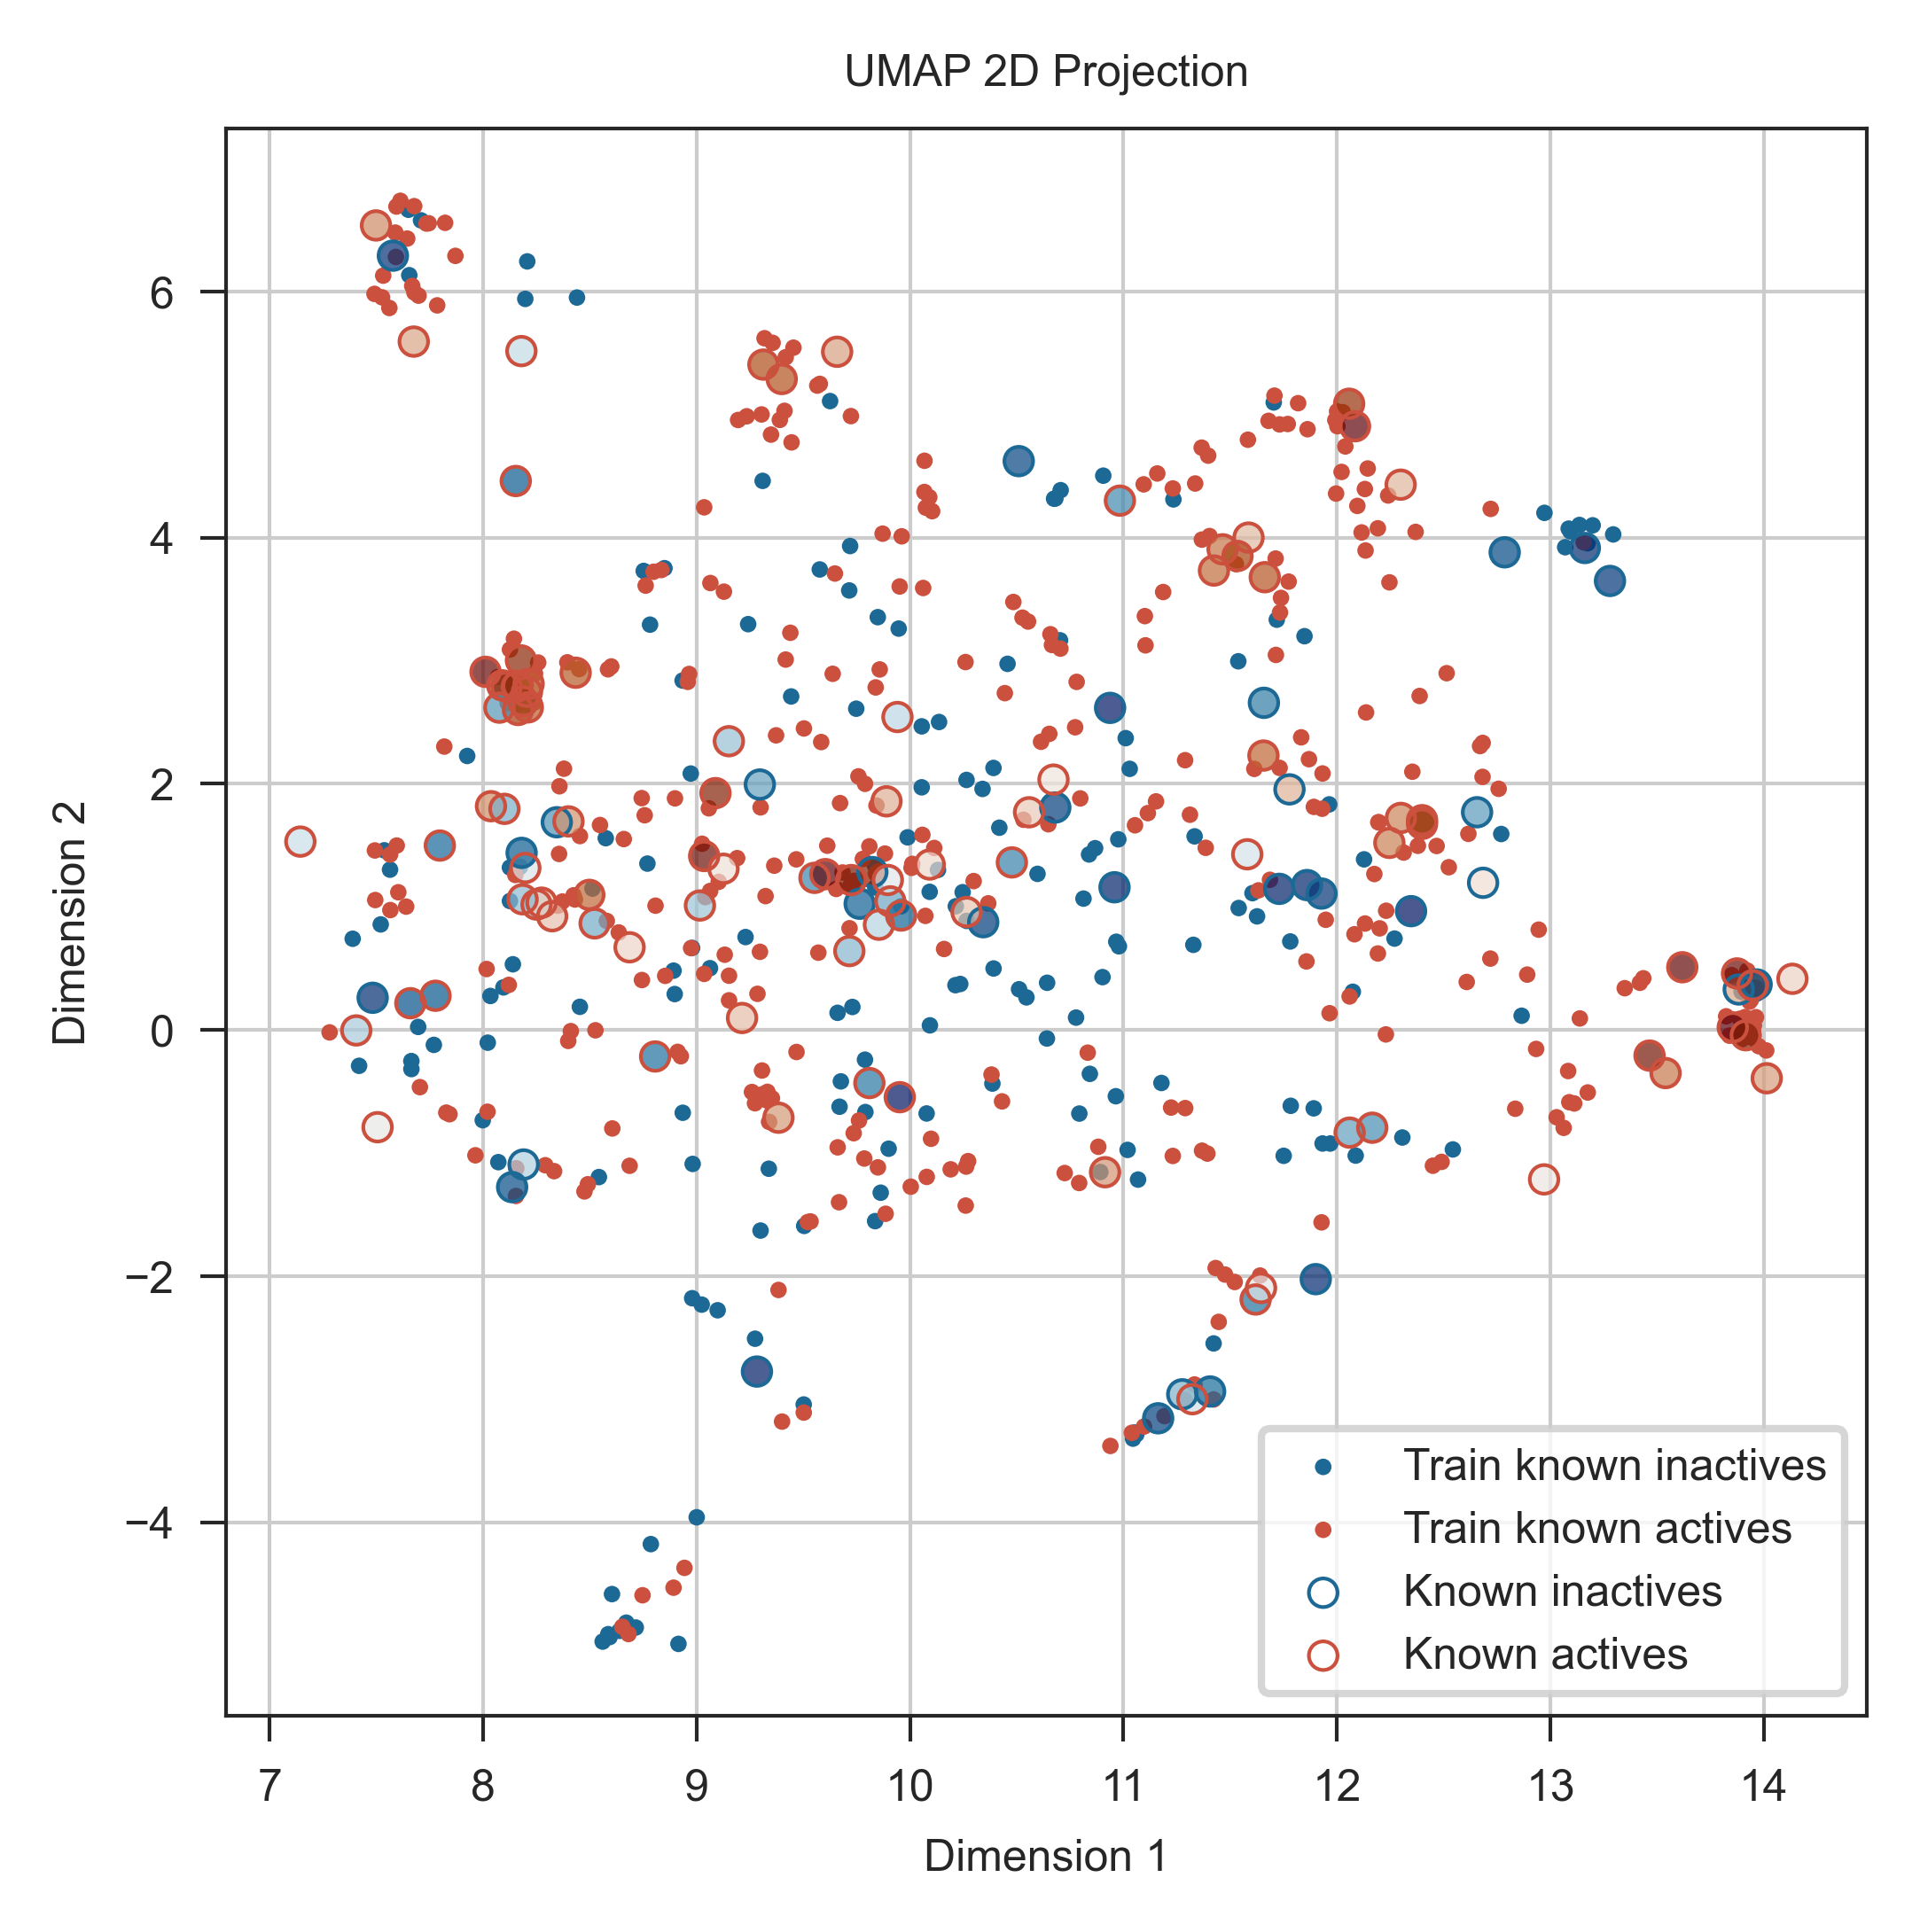 UMAP 2D Projection
Dimension 2
6
4
2
0
−2
−4
Train known inactives
Train known actives
Known inactives
Known actives
7 8 9 10 11 12 13 14
Dimension 1